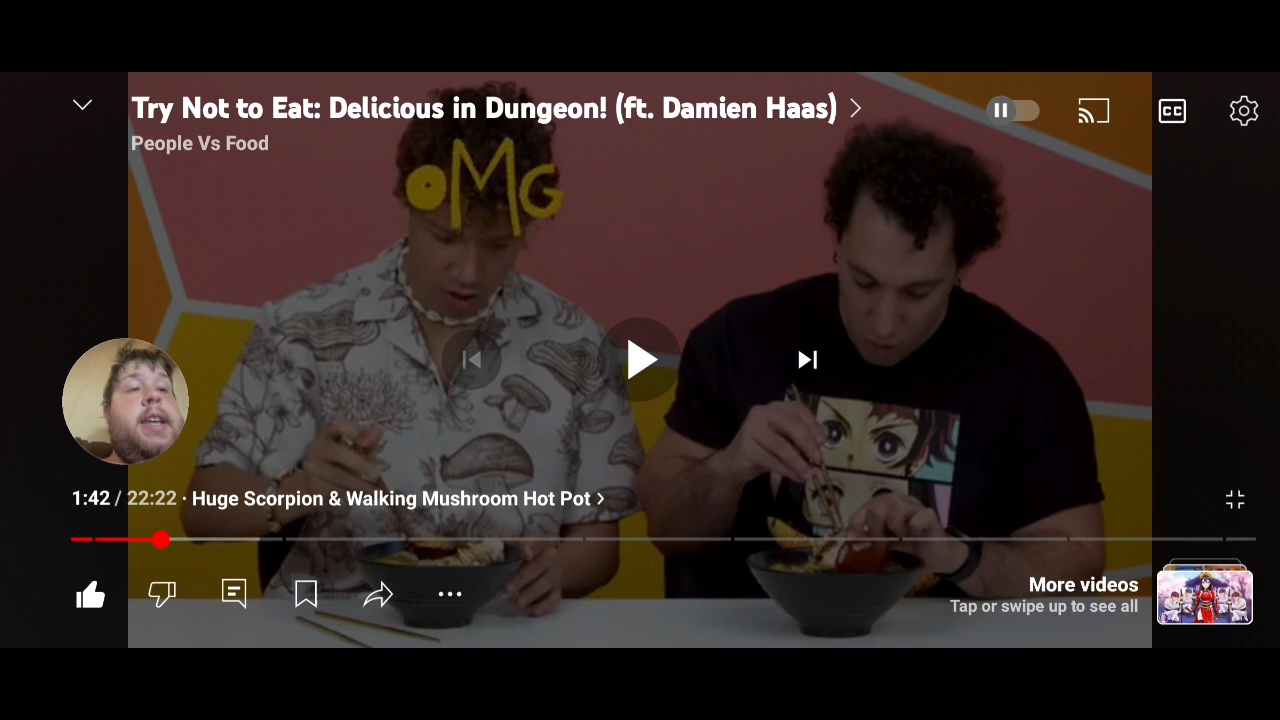 Try Not to Eat: Delicious in Dungeon! (ft. Damien Haas)
People Vs Food
CC
OMG
1:42 / 22:22 · Huge Scorpion & Walking Mushroom Hot Pot
More videos
Tap or swipe up to see all